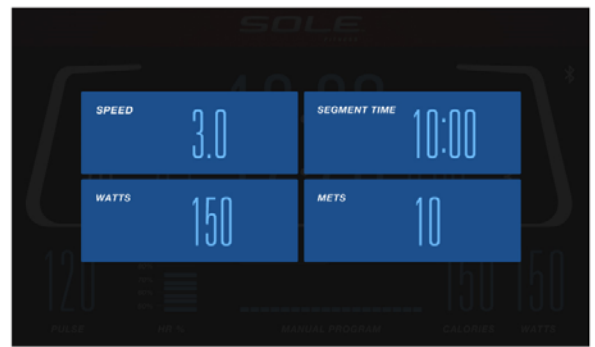 SOLE
SPEED
3.0
SEGMENT TIME
10:00
WATTS
150
METS
10
120
150
150
PULSE
HR %
MANUAL PROGRAM
CALORIES
WATTS